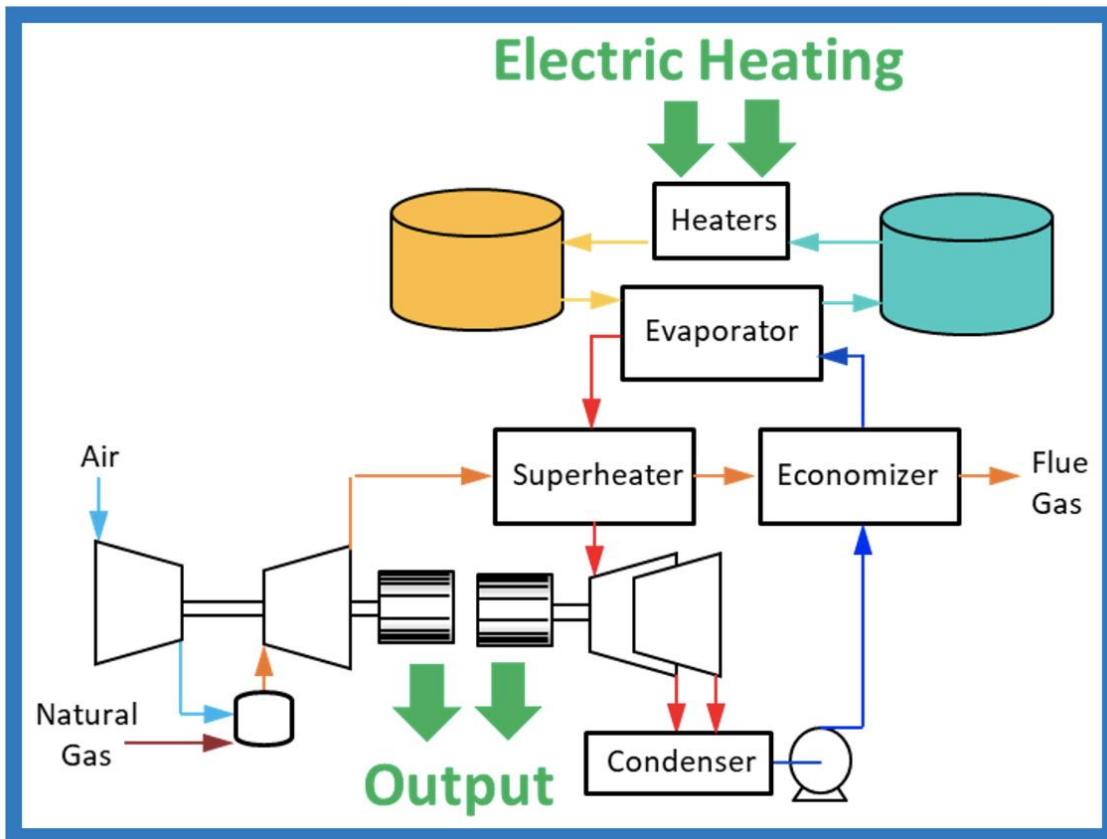 Electric Heating
Heaters
Evaporator
Air
Superheater
Economizer
Flue
Gas
Natural
Gas
Condenser
Output